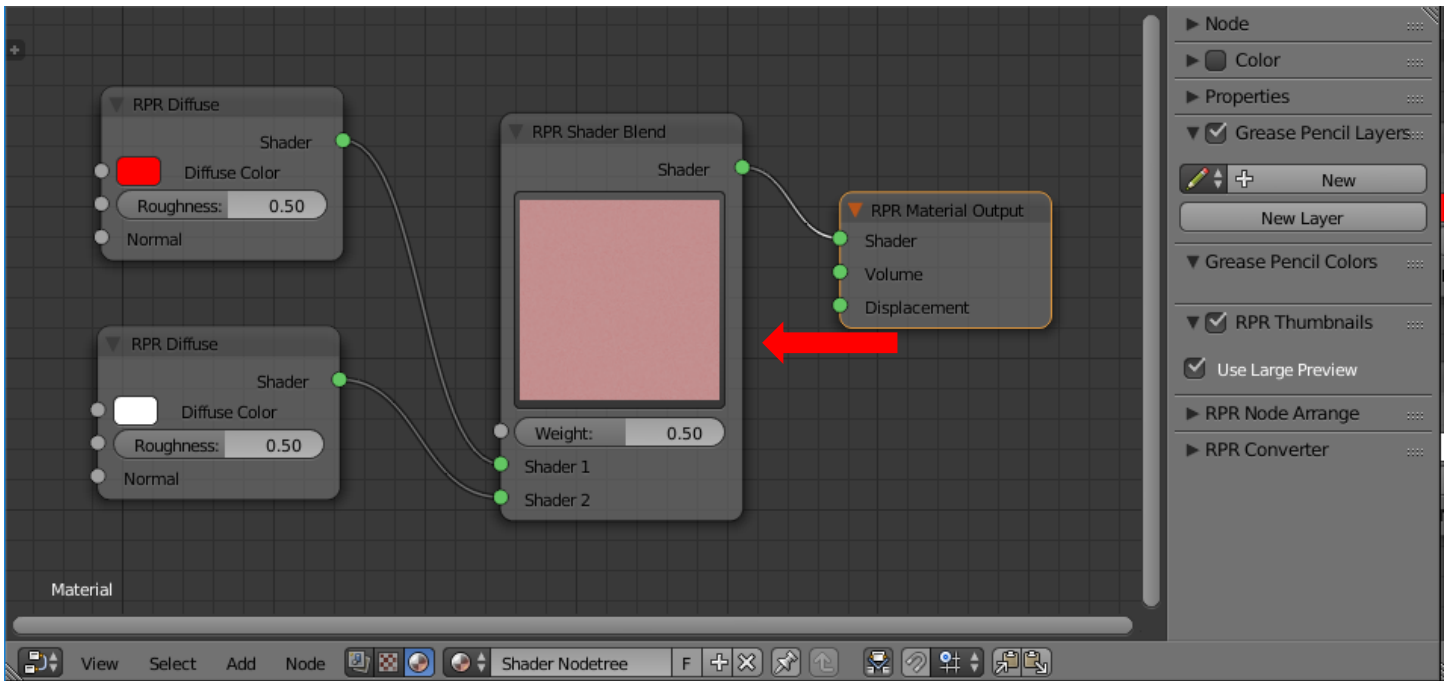 RPR Diffuse
Shader
Diffuse Color
Roughness: 0.50
Normal
RPR Diffuse
Shader
Diffuse Color
Roughness: 0.50
Normal
RPR Shader Blend
Shader
Weight: 0.50
Shader 1
Shader 2
RPR Material Output
Shader
Volume
Displacement
Material
Node
Color
Properties
Grease Pencil Layers
New
New Layer
Grease Pencil Colors
RPR Thumbnails
Use Large Preview
RPR Node Arrange
RPR Converter
View Select Add Node Shader Nodetree F